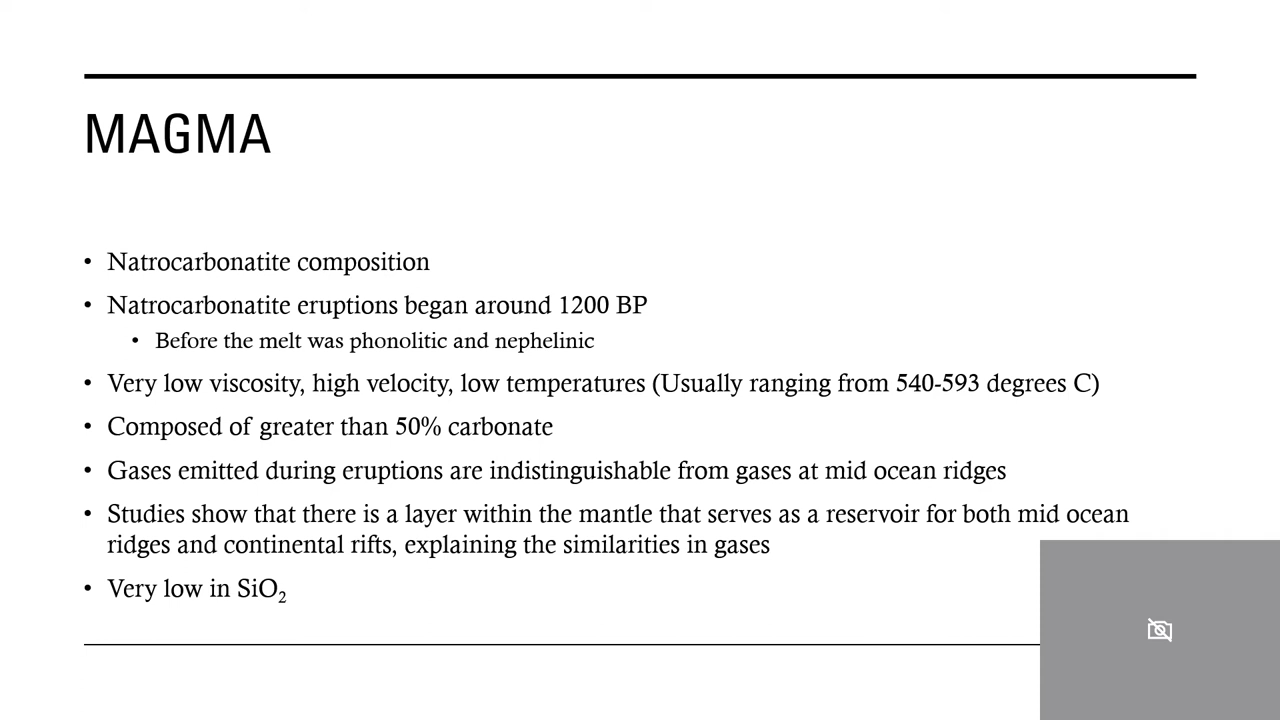 MAGMA
• Natrocarbonatite composition
• Natrocarbonatite eruptions began around 1200 BP
• Before the melt was phonolitic and nephelinic
• Very low viscosity, high velocity, low temperatures (Usually ranging from 540-593 degrees C)
• Composed of greater than 50% carbonate
• Gases emitted during eruptions are indistinguishable from gases at mid ocean ridges
• Studies show that there is a layer within the mantle that serves as a reservoir for both mid ocean
ridges and continental rifts, explaining the similarities in gases
• Very low in SiO₂